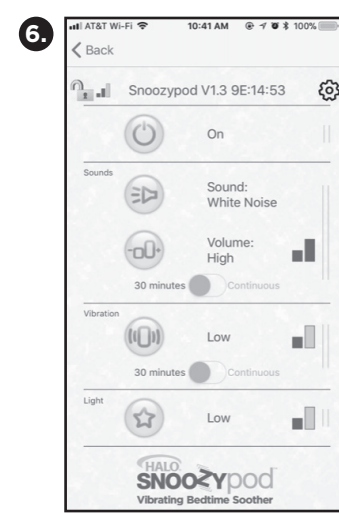 6.
AT&T Wi-Fi 10:41 AM 100%
Back
Snoozypod V1.3 9E:14:53
On
Sounds
Sound:
White Noise
Volume:
High
30 minutes Continuous
Vibration
Low
30 minutes Continuous
Light
Low
HALO
SNOOZYpod
Vibrating Bedtime Soother